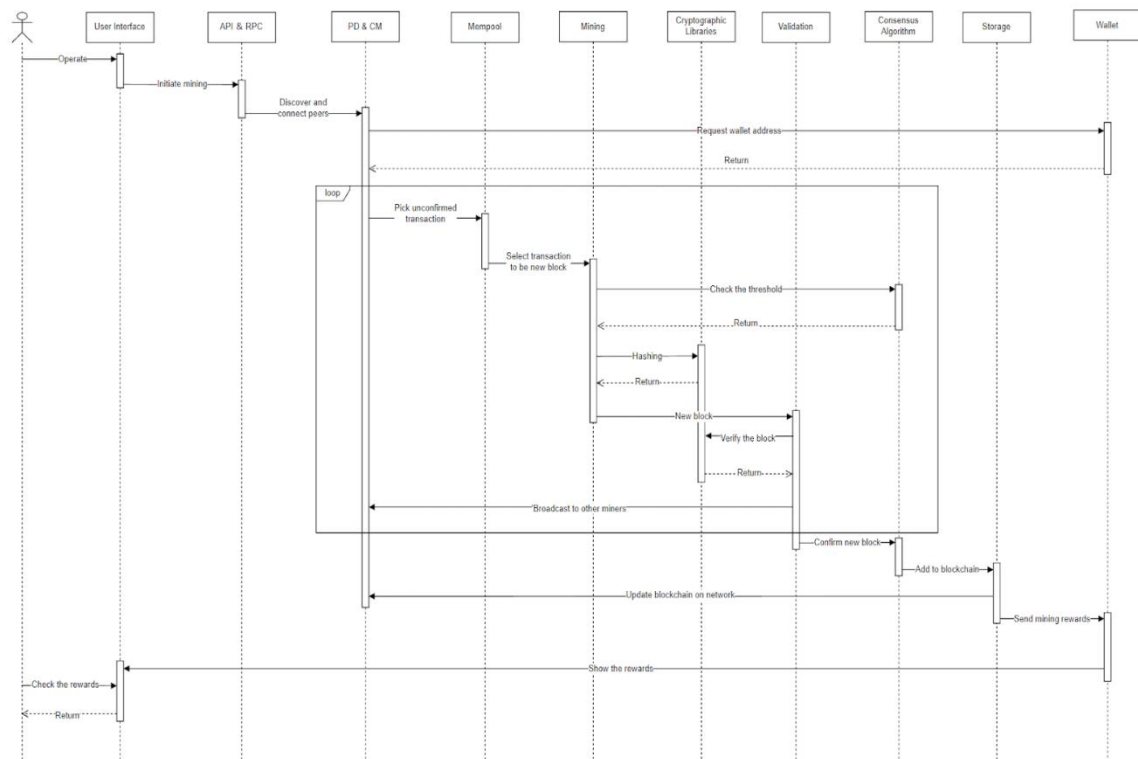 User Interface
API & RPC
PD & CM
Mempool
Mining
Cryptographic
Libraries
Validation
Consensus
Algorithm
Storage
Wallet
Operate
Initiate mining
Discover and
connect peers
Request wallet address
Return
loop
Pick unconfirmed
transaction
Select transaction
to be new block
Check the threshold
Return
Hashing
Return
New block
Verify the block
Return
Broadcast to other miners
Confirm new block
Add to blockchain
Update blockchain on network
Send mining rewards
Show the rewards
Check the rewards
Return